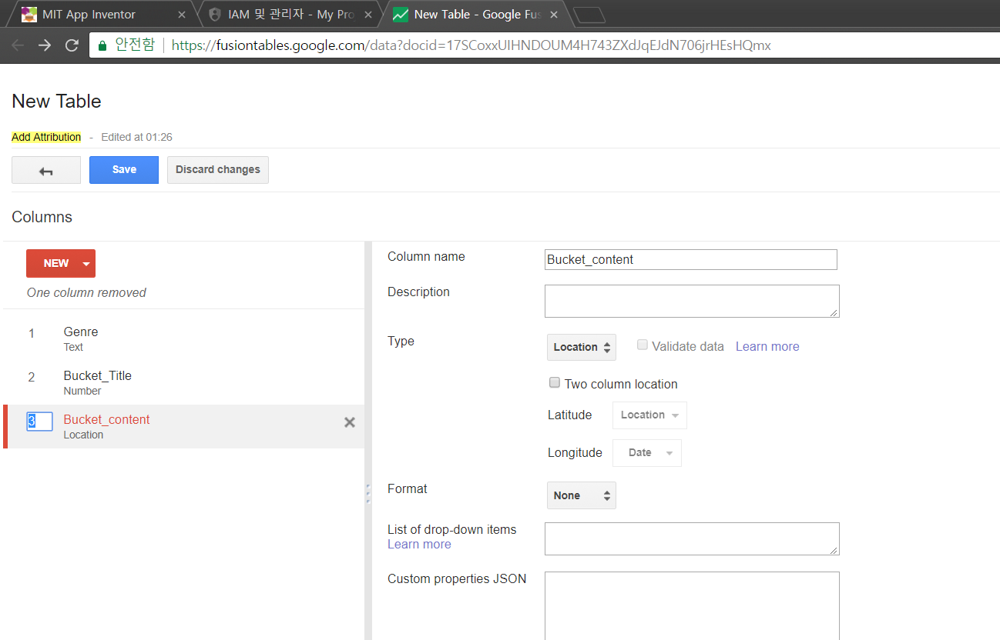 MIT App Inventor
IAM 및 관리자 - My Pro
New Table - Google Fus
안전함 https://fusiontables.google.com/data?docid=17SCoxxUIHNDOUM4H743ZXdJqEJdN706jrHEsHQmx
New Table
Add Attribution - Edited at 01:26
Save Discard changes
Columns
NEW
One column removed
1 Genre
Text
2 Bucket_Title
Number
3 Bucket_content
Location
Column name Bucket_content
Description
Type Location Validate data Learn more
Two column location
Latitude Location
Longitude Date
Format None
List of drop-down items
Learn more
Custom properties JSON